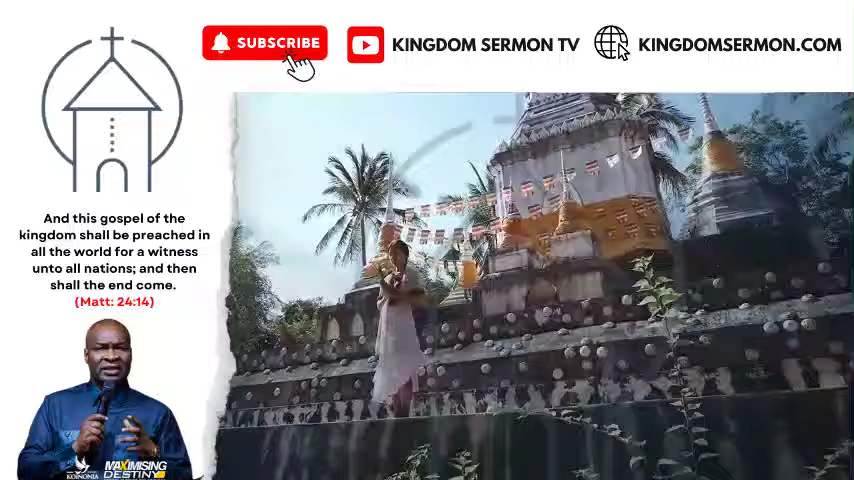 SUBSCRIBE
KINGDOM SERMON TV
KINGDOMSERMON.COM
And this gospel of the
kingdom shall be preached in
all the world for a witness
unto all nations; and then
shall the end come.
(Matt: 24:14)
KOINONIA
MAXIMISING
DESTINY